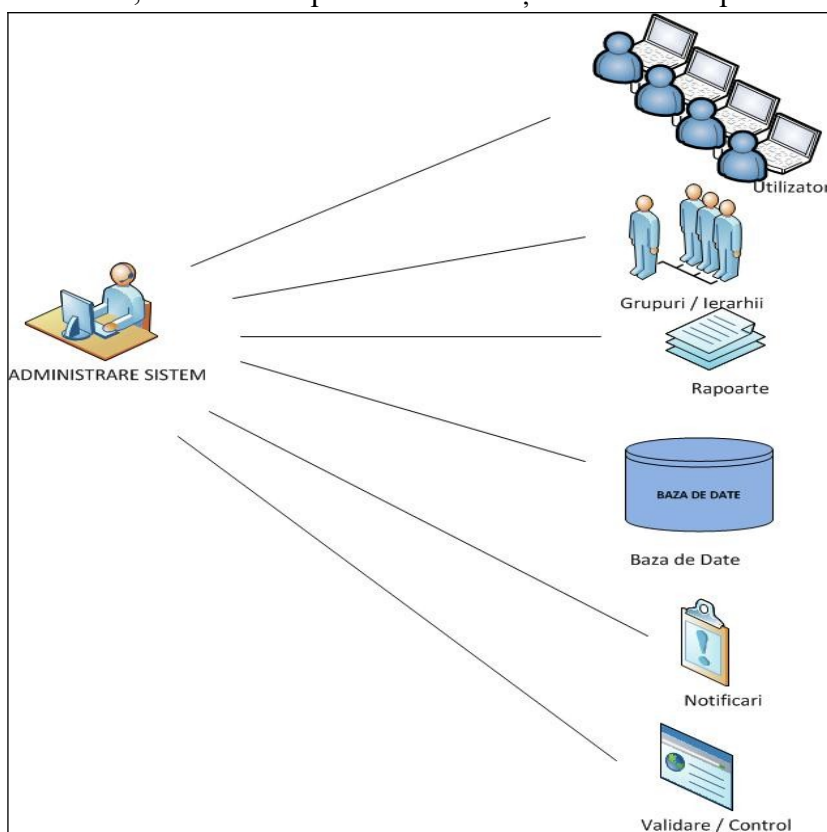 Utilizator
Grupuri / Ierarhii
ADMINISTRARE SISTEM
Rapoarte
BAZA DE DATE
Baza de Date
Notificari
Validare / Control